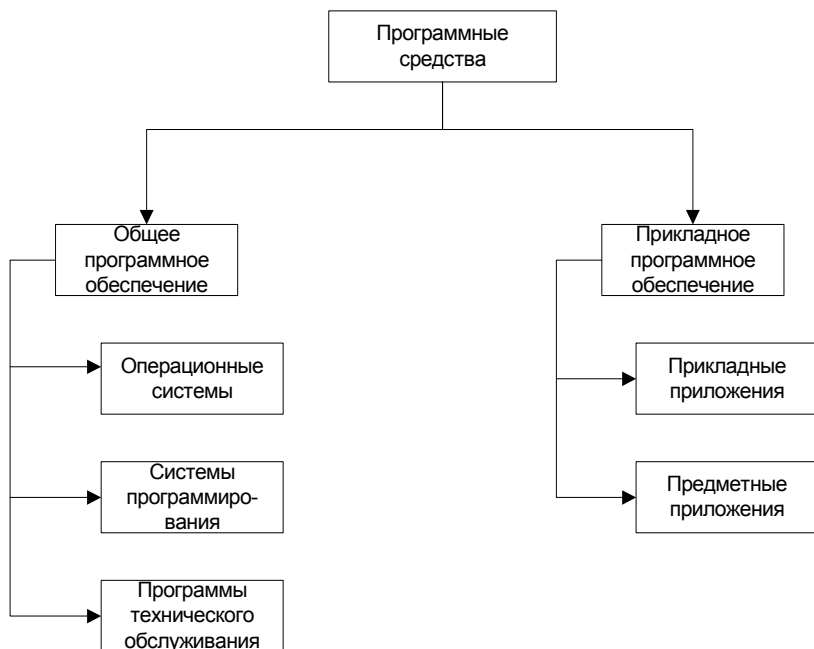 Программные
средства
Общее
программное
обеспечение
Прикладное
программное
обеспечение
Операционные
системы
Прикладные
приложения
Системы
программиро-
вания
Предметные
приложения
Программы
технического
обслуживания